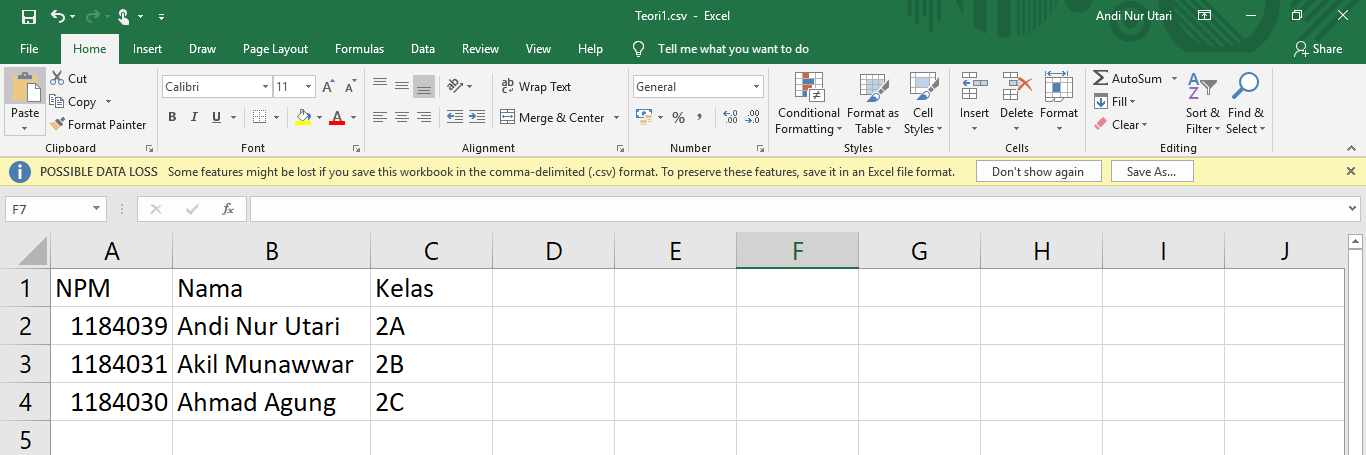 Teori1.csv - Excel
Andi Nur Utari
File Home Insert Draw Page Layout Formulas Data Review View Help Tell me what you want to do Share
Paste
Cut
Copy
Format Painter
Clipboard
Calibri 11
A A
B I U A
Font
ab c Wrap Text
Merge & Center
Alignment
General
% , .00 .0
Number
Conditional Formatting
Format as Table
Cell Styles
Styles
Insert Delete Format
Cells
AutoSum
Fill
Clear
Sort & Filter
Find & Select
Editing
POSSIBLE DATA LOSS Some features might be lost if you save this workbook in the comma-delimited (.csv) format. To preserve these features, save it in an Excel file format. Don't show again Save As...
F7 fx
A B C D E F G H I J
1 NPM Nama Kelas
2 1184039 Andi Nur Utari 2A
3 1184031 Akil Munawwar 2B
4 1184030 Ahmad Agung 2C
5